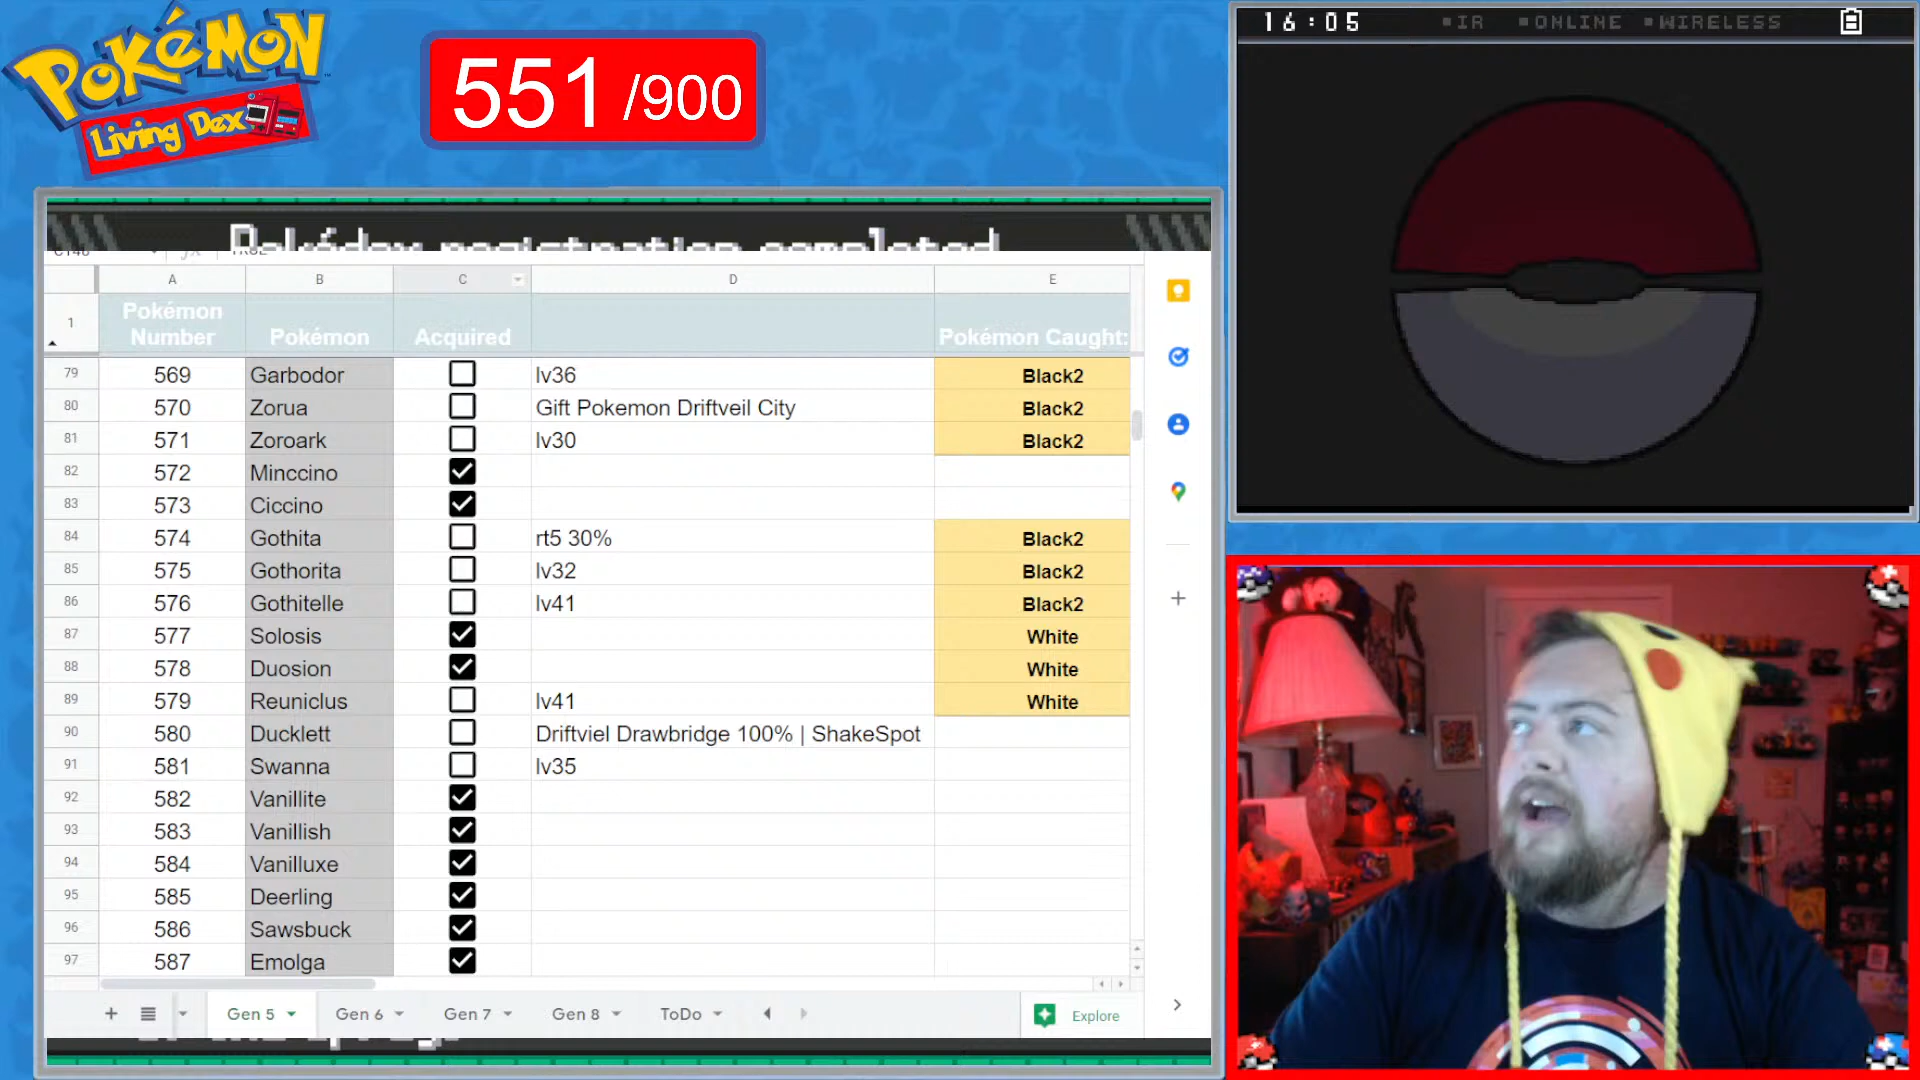 POKéMON
Living Dex
551 /900
16:05 IR ONLINE WIRELESS
Pokédex registration completed
C148 fx TRUE
A B C D E
1 Pokémon Number Pokémon Acquired Pokémon Caught:
79 569 Garbodor lv36 Black2
80 570 Zorua Gift Pokemon Driftveil City Black2
81 571 Zoroark lv30 Black2
82 572 Minccino
83 573 Ciccino
84 574 Gothita rt5 30% Black2
85 575 Gothorita lv32 Black2
86 576 Gothitelle lv41 Black2
87 577 Solosis White
88 578 Duosion White
89 579 Reuniclus lv41 White
90 580 Ducklett Driftviel Drawbridge 100% | ShakeSpot
91 581 Swanna lv35
92 582 Vanillite
93 583 Vanillish
94 584 Vanilluxe
95 585 Deerling
96 586 Sawsbuck
97 587 Emolga
Gen 5 Gen 6 Gen 7 Gen 8 ToDo Explore